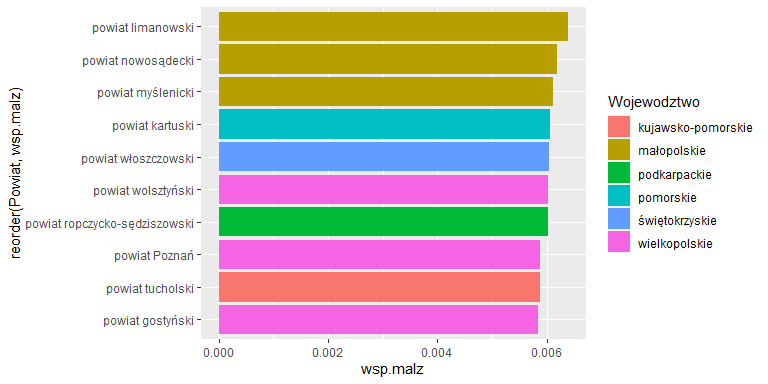 powiat limanowski
powiat nowosądecki
powiat myślenicki
powiat kartuski
powiat włoszczowski
powiat wolsztyński
powiat ropczycko-sędziszowski
powiat Poznań
powiat tucholski
powiat gostyński
reorder(Powiat, wsp.malz)
0.000 0.002 0.004 0.006
wsp.malz
Wojewodztwo
kujawsko-pomorskie
małopolskie
podkarpackie
pomorskie
świętokrzyskie
wielkopolskie